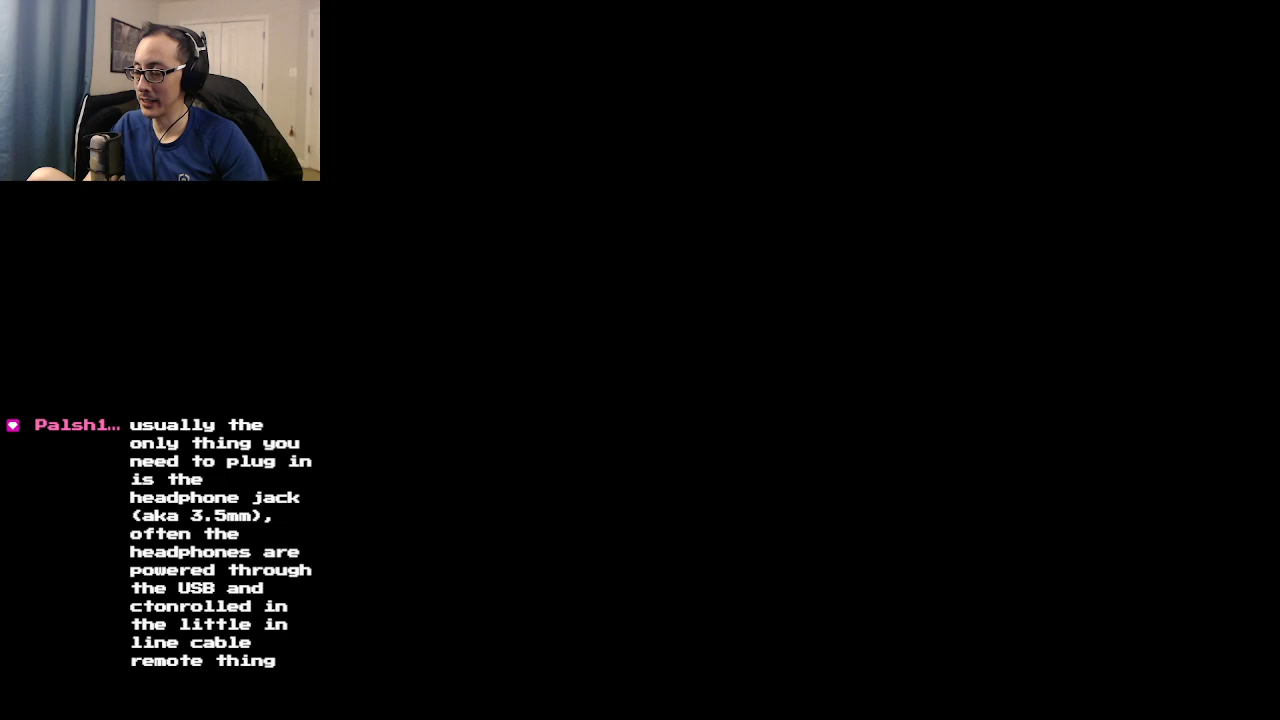 Palsh1... usually the
only thing you
need to plug in
is the
headphone jack
(aka 3.5mm),
often the
headphones are
powered through
the USB and
ctonrolled in
the little in
line cable
remote thing